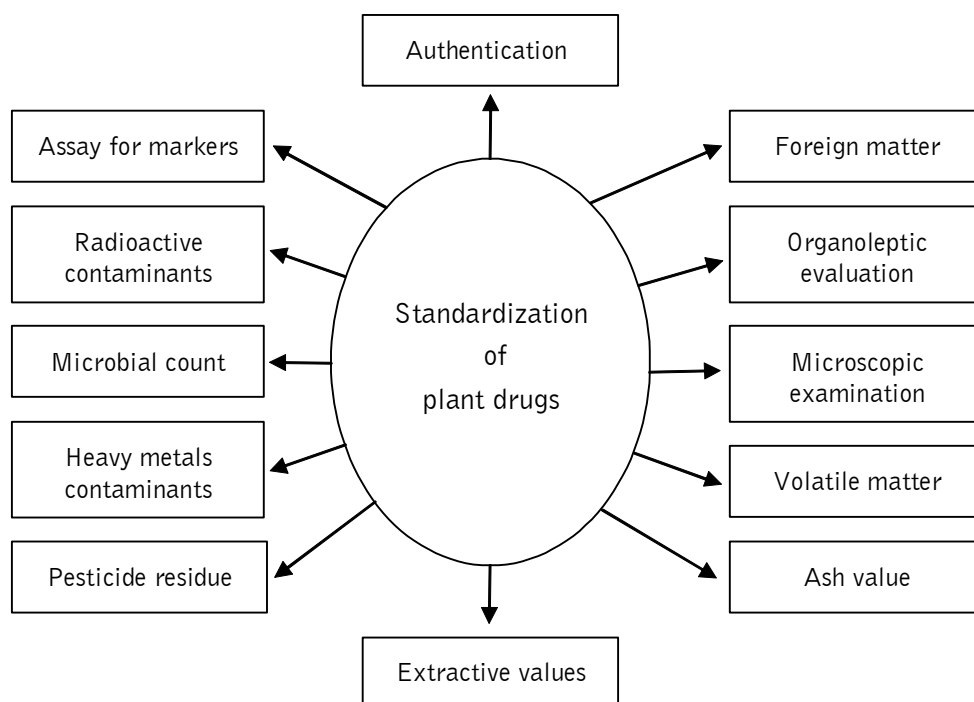 Authentication
Assay for markers
Foreign matter
Radioactive
contaminants
Organoleptic
evaluation
Standardization
of
plant drugs
Microbial count
Microscopic
examination
Heavy metals
contaminants
Volatile matter
Pesticide residue
Ash value
Extractive values